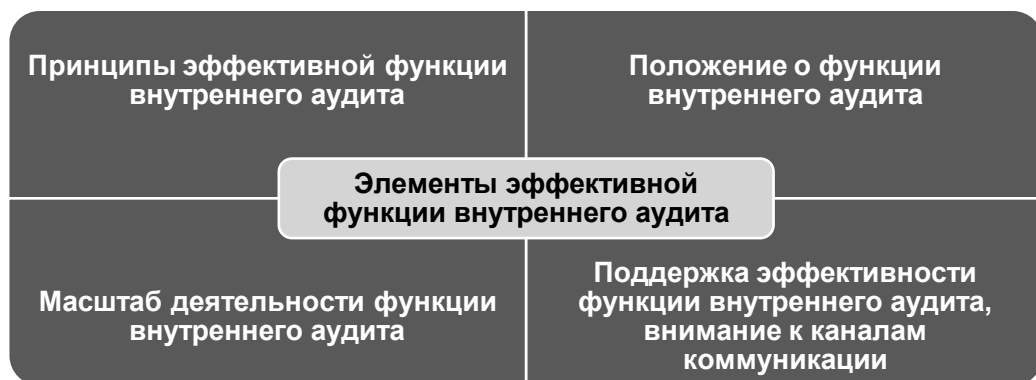 Принципы эффективной функции
внутреннего аудита
Положение о функции
внутреннего аудита
Элементы эффективной
функции внутреннего аудита
Масштаб деятельности функции
внутреннего аудита
Поддержка эффективности
функции внутреннего аудита,
внимание к каналам
коммуникации